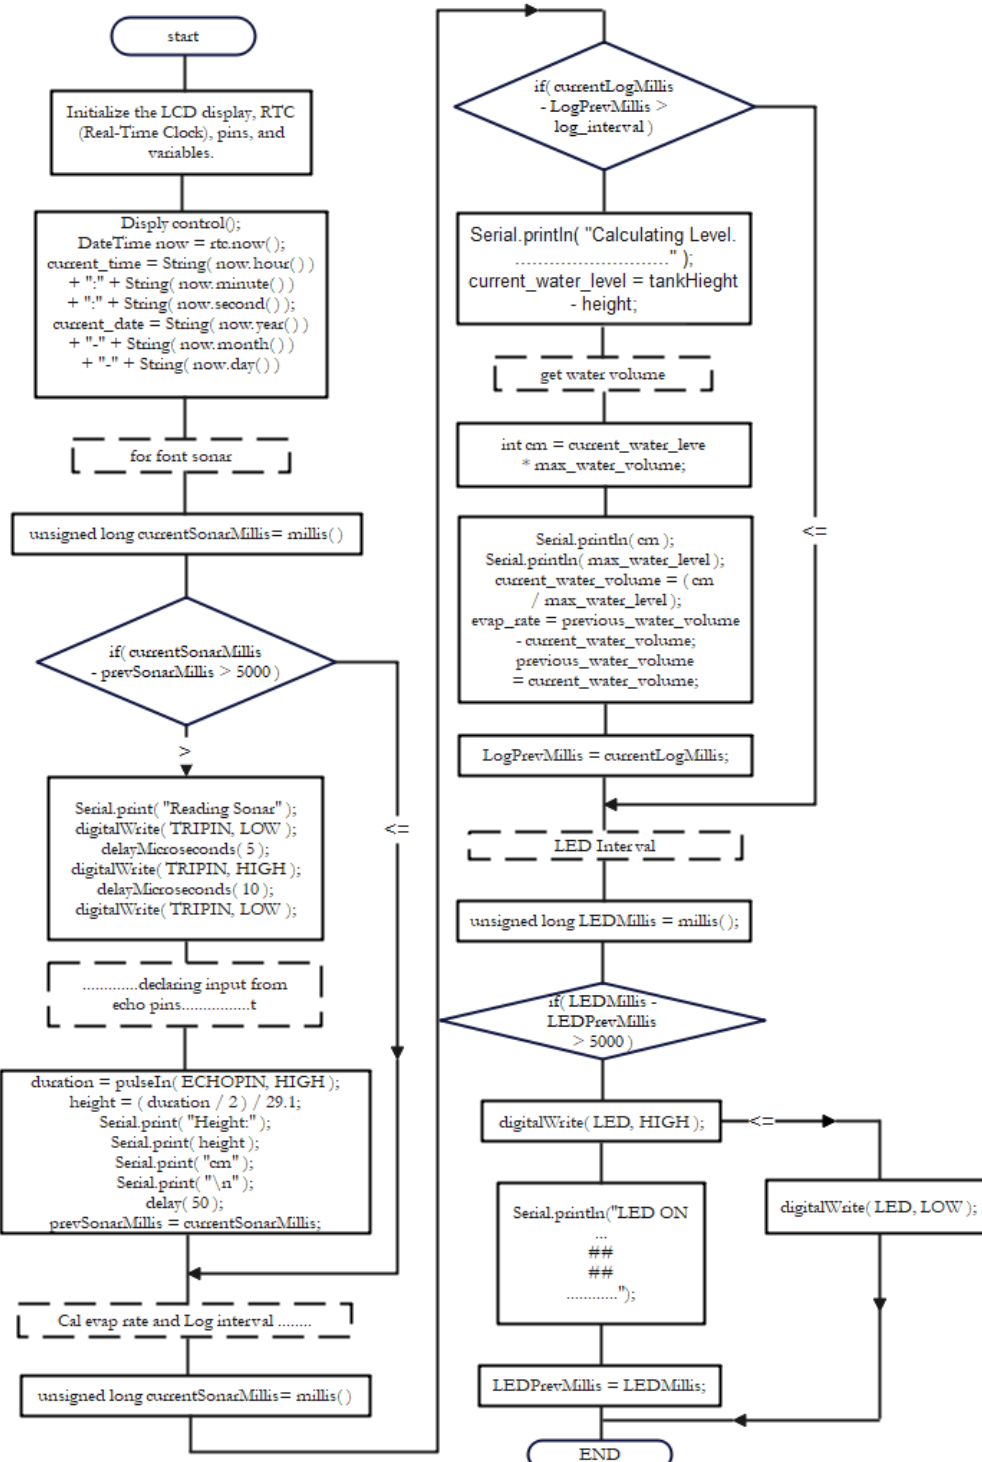 start
Initialize the LCD display, RTC
(Real-Time Clock), pins, and
variables.
Disply control();
DateTime now = rtc.now( );
current_time = String( now.hour( ) )
+ ":" + String( now.minute( ) )
+ ":" + String( now.second( ) );
current_date = String( now.year( ) )
+ "-" + String( now.month( ) )
+ "-" + String( now.day( ) )
for font sonar
unsigned long currentSonarMillis= millis( )
if( currentSonarMillis
- prevSonarMillis > 5000 )
>
<=
Serial.print( "Reading Sonar" );
digitalWrite( TRIPIN, LOW );
delayMicroseconds( 5 );
digitalWrite( TRIPIN, HIGH );
delayMicroseconds( 10 );
digitalWrite( TRIPIN, LOW );
.............declaring input from
echo pins................t
duration = pulseIn( ECHOPIN, HIGH );
height = ( duration / 2 ) / 29.1;
Serial.print( "Height:" );
Serial.print( height );
Serial.print( "cm" );
Serial.print( "\n" );
delay( 50 );
prevSonarMillis = currentSonarMillis;
Cal evap rate and Log interval ........
unsigned long currentSonarMillis= millis( )
if( currentLogMillis
- LogPrevMillis >
log_interval )
<=
Serial.println( "Calculating Level.
..........................." );
current_water_level = tankHieght
- height;
get water volume
int cm = current_water_leve
* max_water_volume;
Serial.println( cm );
Serial.println( max_water_level );
current_water_volume = ( cm
/ max_water_level );
evap_rate = previous_water_volume
- current_water_volume;
previous_water_volume
= current_water_volume;
LogPrevMillis = currentLogMillis;
LED Interval
unsigned long LEDMillis = millis( );
if( LEDMillis -
LEDPrevMillis
> 5000 )
digitalWrite( LED, HIGH );
<=
digitalWrite( LED, LOW );
Serial.println("LED ON
...
##
##
............");
LEDPrevMillis = LEDMillis;
END